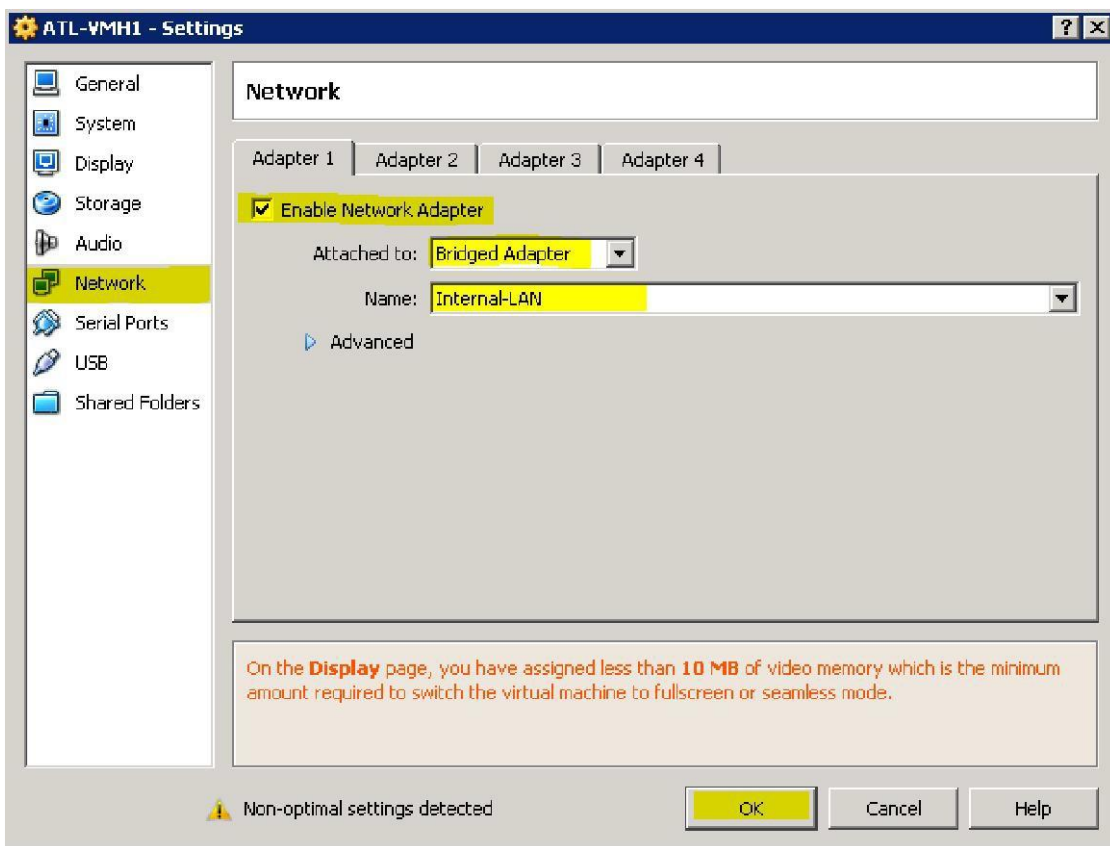 ATL-VMH1 - Settings
General
System
Display
Storage
Audio
Network
Serial Ports
USB
Shared Folders
Network
Adapter 1 Adapter 2 Adapter 3 Adapter 4
Enable Network Adapter
Attached to: Bridged Adapter
Name: Internal-LAN
Advanced
On the Display page, you have assigned less than 10 MB of video memory which is the minimum
amount required to switch the virtual machine to fullscreen or seamless mode.
Non-optimal settings detected
OK Cancel Help